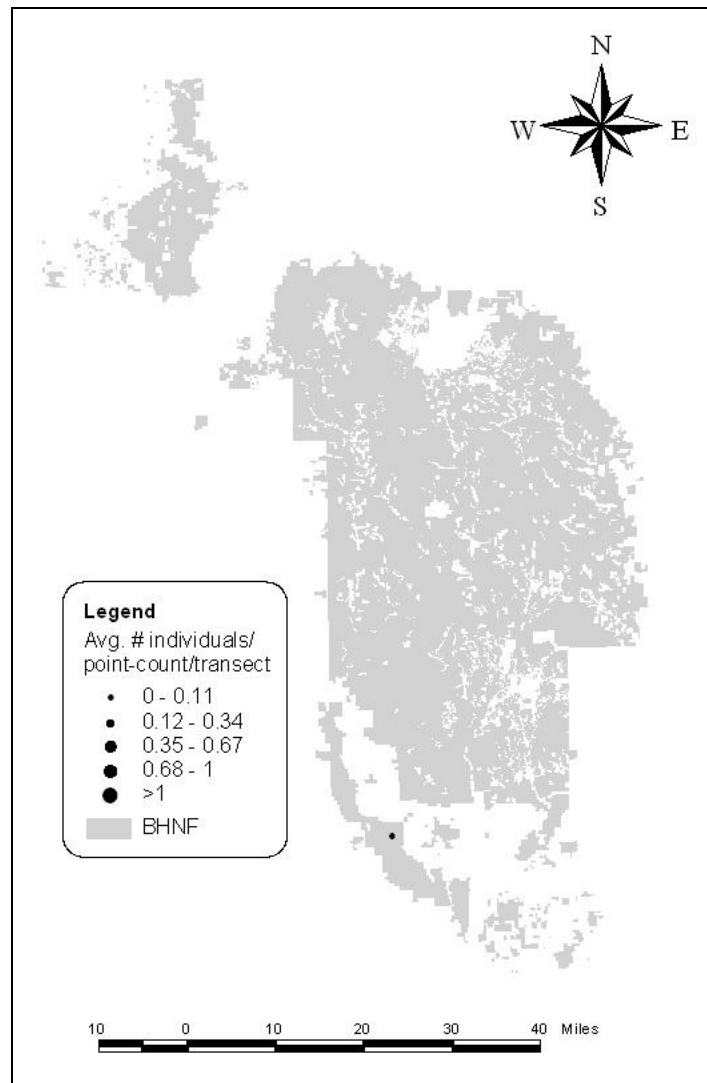 N
W E
S
Legend
Avg. # individuals/
point-count/transect
0 - 0.11
0.12 - 0.34
0.35 - 0.67
0.68 - 1
>1
BHNF
10 0 10 20 30 40 Miles